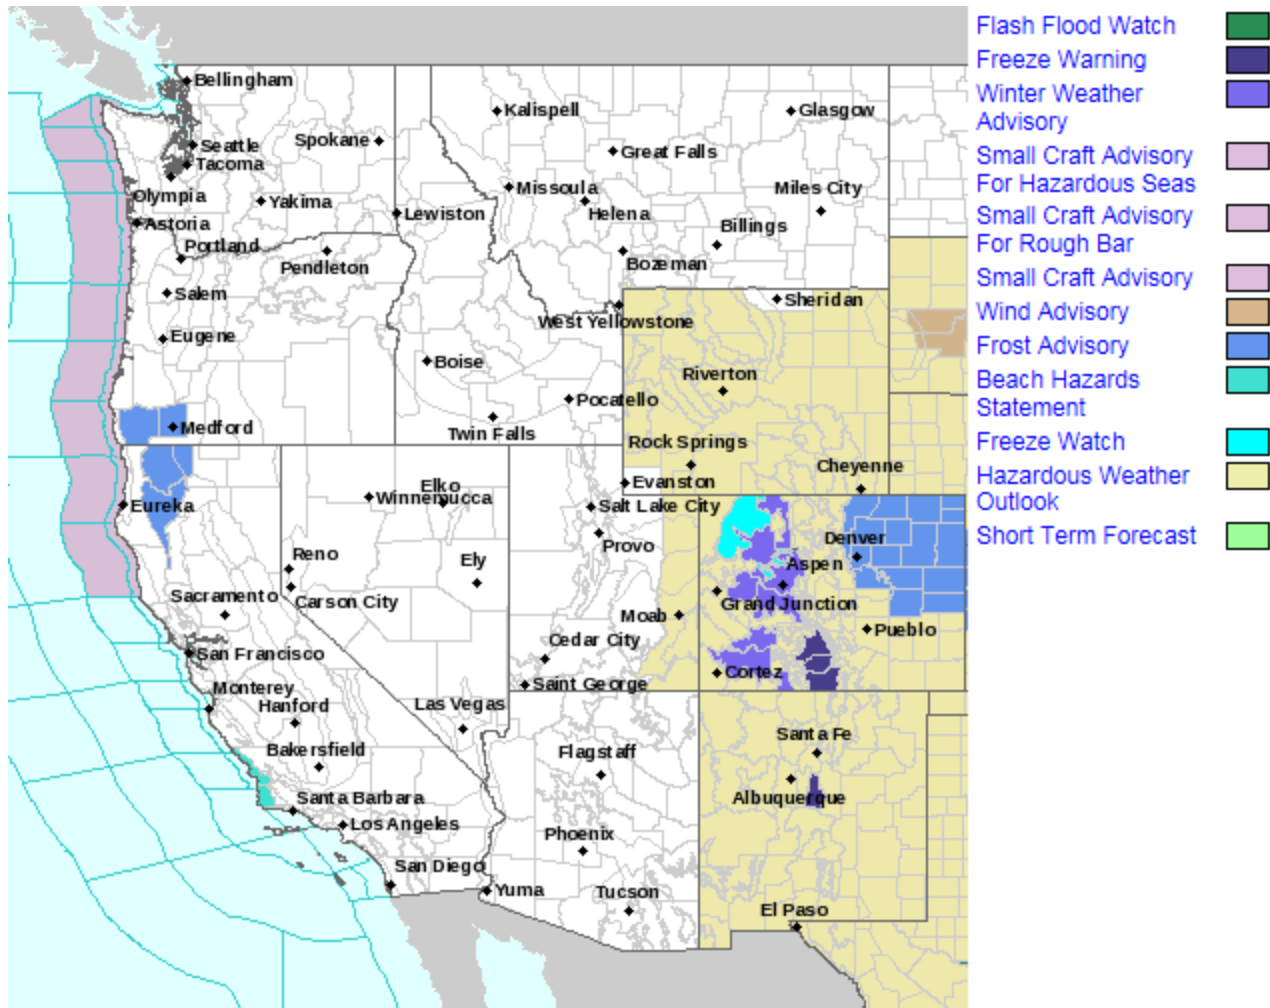 Bellingham
Kalispell
Glasgow
Seattle
Spokane
Great Falls
Tacoma
Olympia
Missoula
Miles City
Yakima
Lewiston
Helena
Astoria
Billings
Portland
Pendleton
Bozeman
Salem
Sheridan
West Yellowstone
Eugene
Boise
Riverton
Pocatello
Medford
Twin Falls
Rock Springs
Cheyenne
Elko
Evanston
Winnemucca
Eureka
Salt Lake City
Denver
Provo
Reno
Ely
Aspen
Sacramento
Carson City
Grand Junction
Moab
Pueblo
Cedar City
San Francisco
Cortez
Saint George
Monterey
Hanford
Las Vegas
Santa Fe
Bakersfield
Flagstaff
Santa Barbara
Albuquerque
Los Angeles
Phoenix
San Diego
Yuma
Tucson
El Paso
Flash Flood Watch
Freeze Warning
Winter Weather
Advisory
Small Craft Advisory
For Hazardous Seas
Small Craft Advisory
For Rough Bar
Small Craft Advisory
Wind Advisory
Frost Advisory
Beach Hazards
Statement
Freeze Watch
Hazardous Weather
Outlook
Short Term Forecast